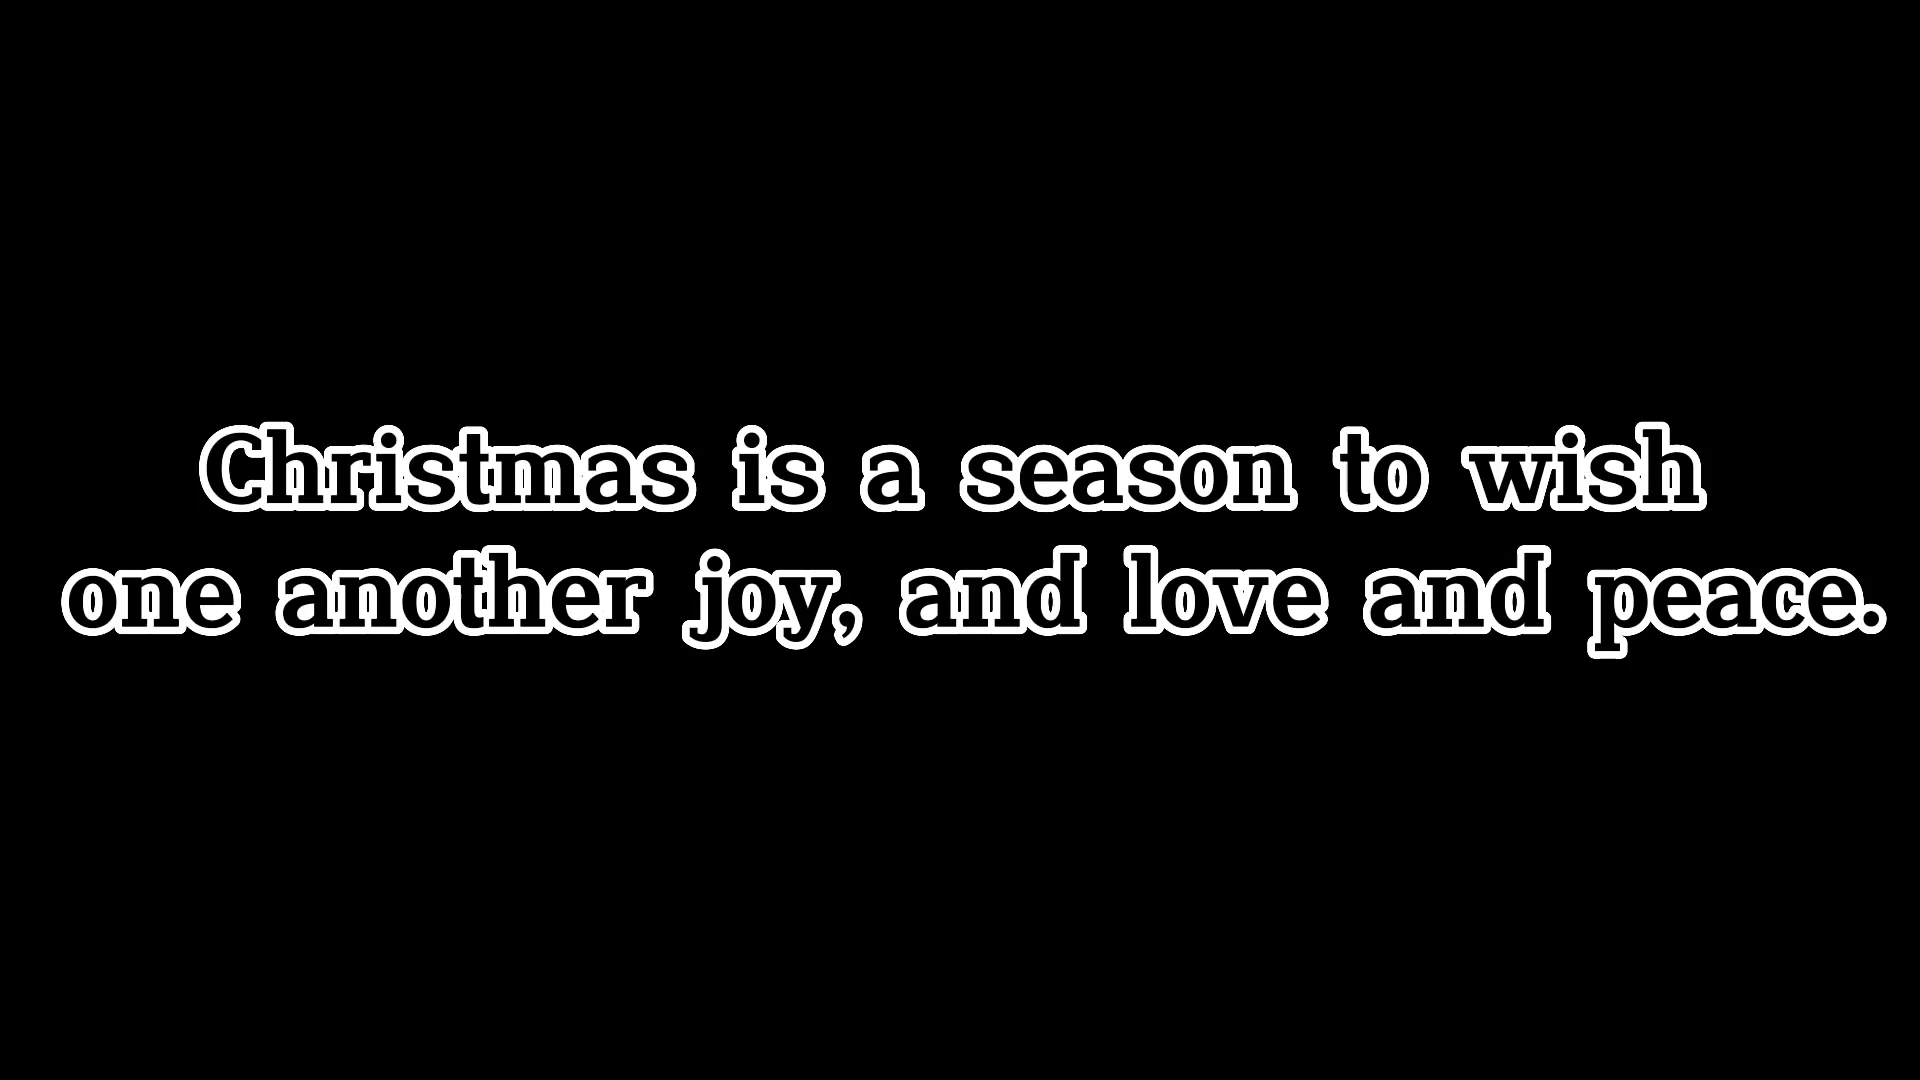 Christmas is a season to wish
one another joy, and love and peace.